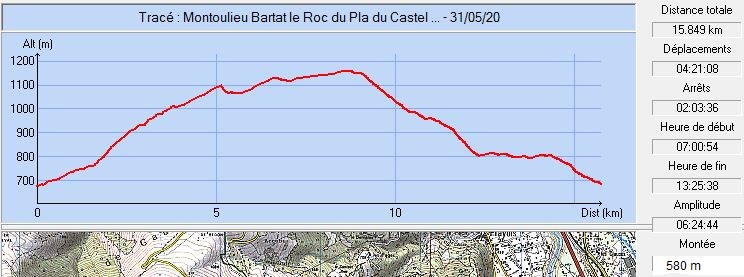 Tracé : Montoulieu Bartat le Roc du Pla du Castel ... - 31/05/20
Alt (m)
1200
1100
1000
900
800
700
0
5
10
Dist (km)
Distance totale
15.849 km
Déplacements
04:21:08
Arrêts
02:03:36
Heure de début
07:00:54
Heure de fin
13:25:38
Amplitude
06:24:44
Montée
580 m